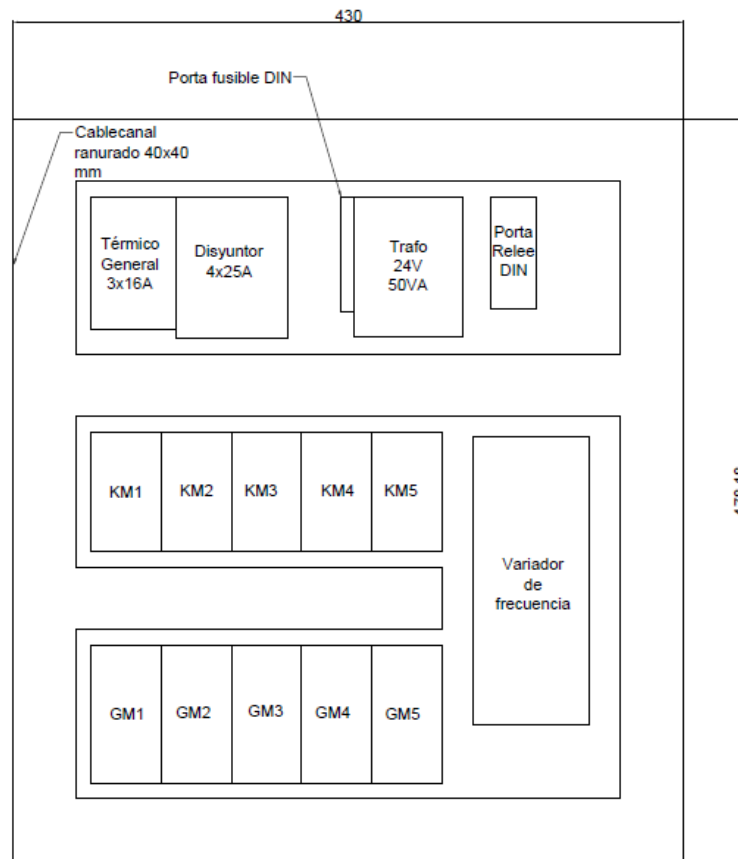 430
Porta fusible DIN
Cablecanal
ranurado 40x40
mm
Térmico
General
3x16A
Disyuntor
4x25A
Trafo
24V
50VA
Porta
Relee
DIN
KM1
KM2
KM3
KM4
KM5
Variador
de
frecuencia
GM1
GM2
GM3
GM4
GM5